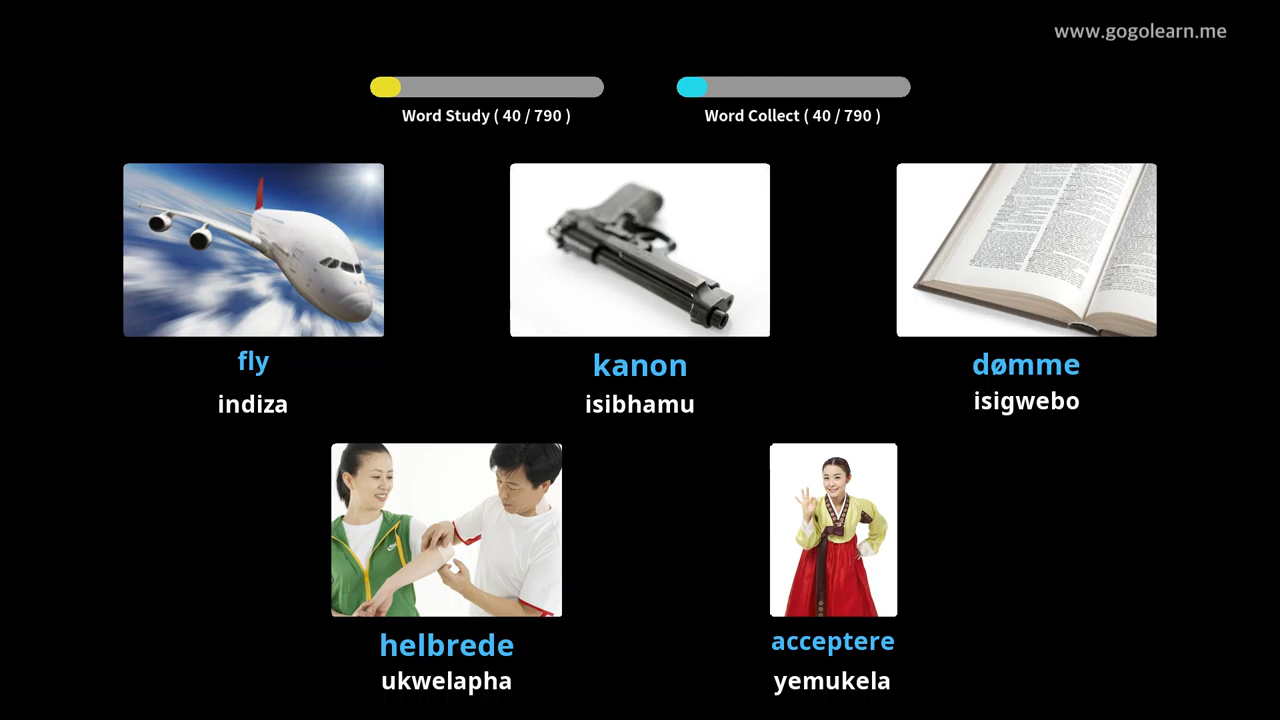 www.gogolearn.me
Word Study ( 40 / 790 )
Word Collect ( 40 / 790 )
fly
indiza
kanon
isibhamu
dømme
isigwebo
helbrede
ukwelapha
acceptere
yemukela